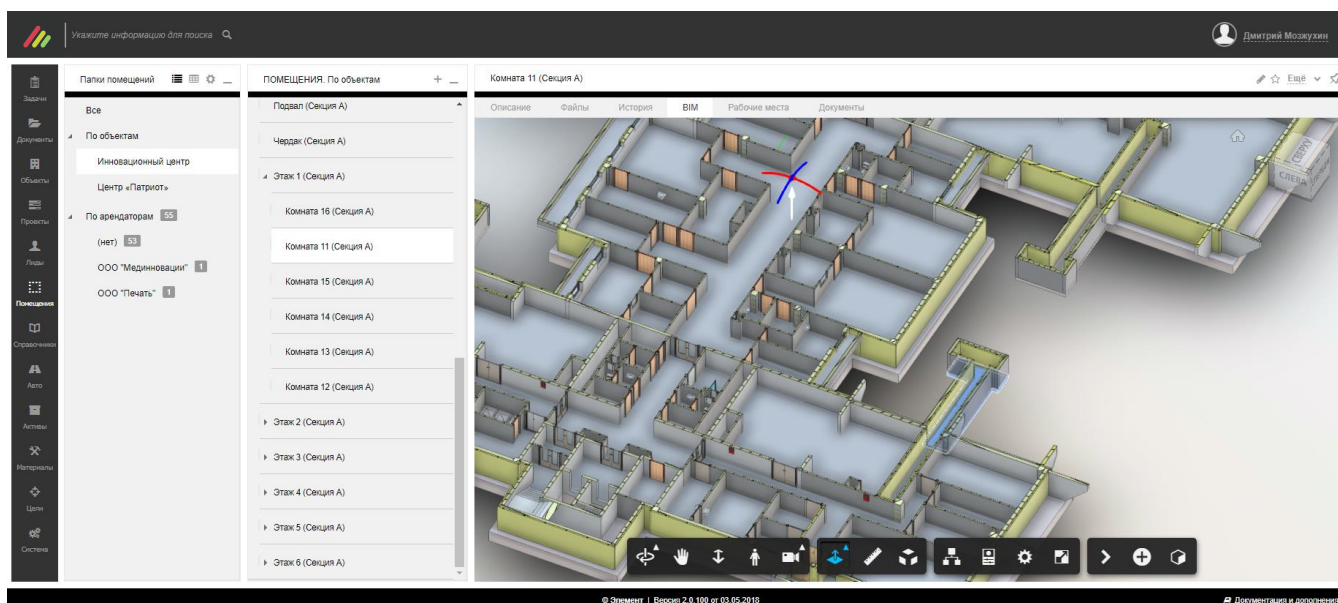 Укажите информацию для поиска
Дмитрий Мозжухин
Задачи
Документы
Объекты
Проекты
Лиды
Помещения
Справочники
Авто
Активы
Материалы
Цели
Система
Папки помещений
Все
По объектам
Инновационный центр
Центр «Патриот»
По арендаторам 55
(нет) 53
ООО "Мединновации" 1
ООО "Печать" 1
ПОМЕЩЕНИЯ. По объектам
Подвал (Секция А)
Чердак (Секция А)
Этаж 1 (Секция А)
Комната 16 (Секция А)
Комната 11 (Секция А)
Комната 15 (Секция А)
Комната 14 (Секция А)
Комната 13 (Секция А)
Комната 12 (Секция А)
Этаж 2 (Секция А)
Этаж 3 (Секция А)
Этаж 4 (Секция А)
Этаж 5 (Секция А)
Этаж 6 (Секция А)
Комната 11 (Секция А)
Ещё
Описание Файлы История BIM Рабочие места Документы
СВЕРХУ
СЛЕВА
© Элемент | Версия 2.0.100 от 03.05.2018
Документация и дополнения